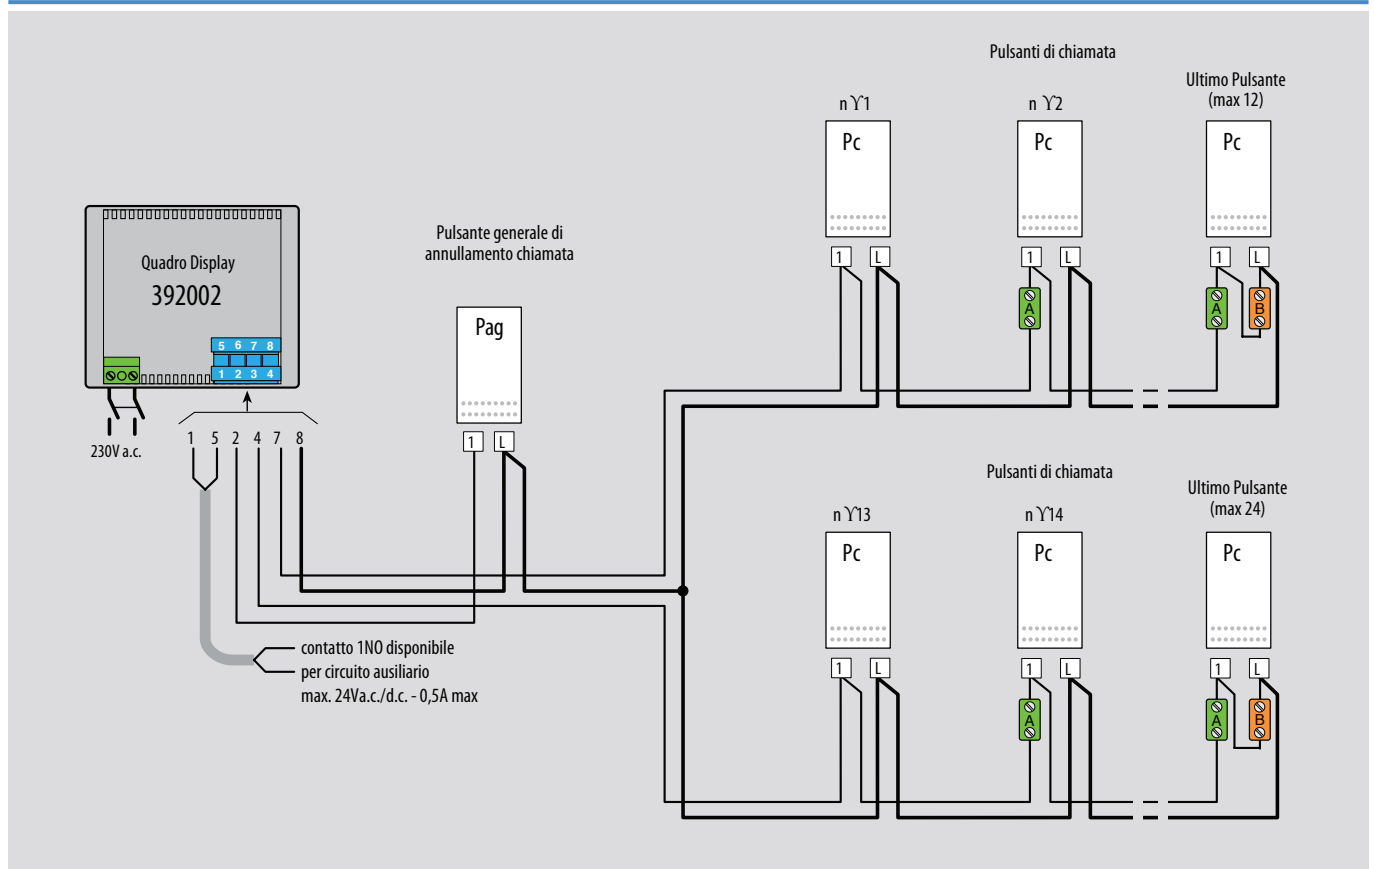 Pulsanti di chiamata
Ultimo Pulsante
(max 12)
n ϒ1
n ϒ2
Pc
Pc
Pc
1 L
1 L
1 L
A
A
B
Quadro Display
392002
5 6 7 8
1 2 3 4
230V a.c.
1 5 2 4 7 8
Pulsante generale di
annullamento chiamata
Pag
1 L
contatto 1NO disponibile
per circuito ausiliario
max. 24Va.c./d.c. - 0,5A max
Pulsanti di chiamata
Ultimo Pulsante
(max 24)
n ϒ13
n ϒ14
Pc
Pc
Pc
1 L
1 L
1 L
A
A
B